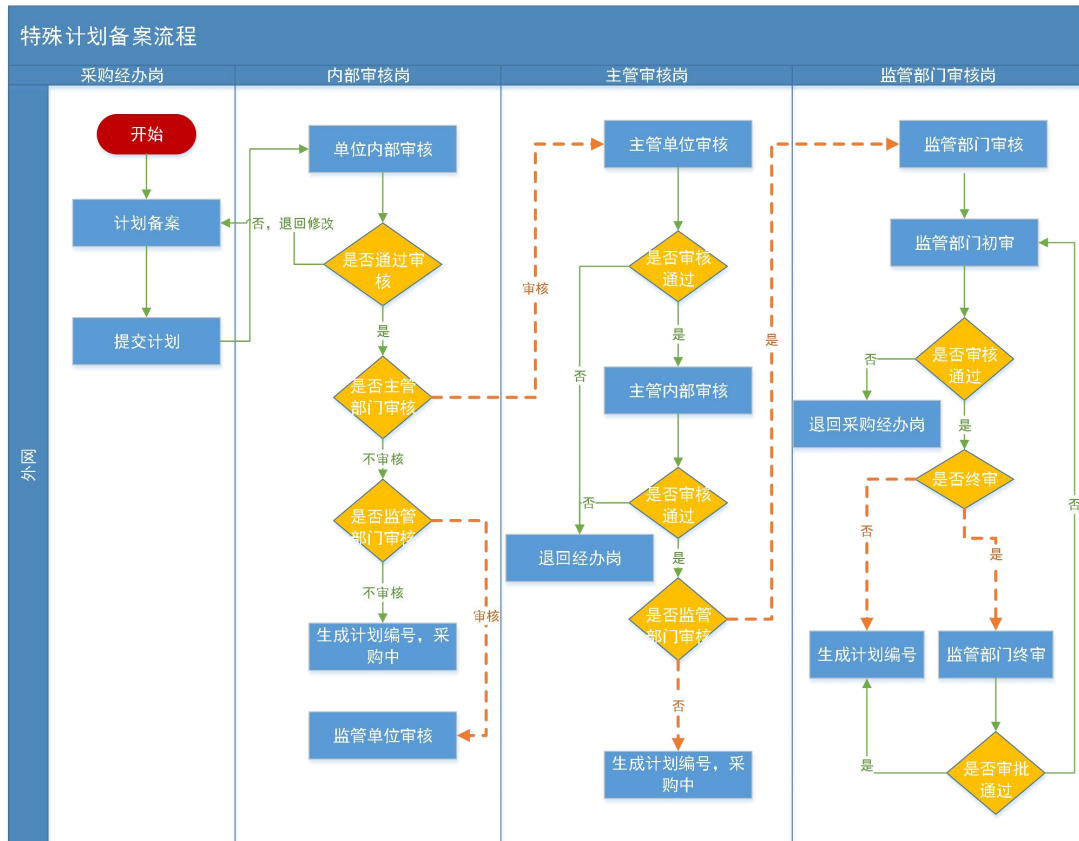 特殊计划备案流程
采购经办岗
内部审核岗
主管审核岗
监管部门审核岗
外网
开始
计划备案
提交计划
单位内部审核
否，退回修改
是否通过审
核
是
是否主管
部门审核
审核
不审核
是否监管
部门审核
审核
不审核
生成计划编号，采
购中
监管单位审核
主管单位审核
是否审核
通过
是
否
主管内部审核
是否审核
通过
否
退回经办岗
是
是否监管
部门审核
是
否
生成计划编号，采
购中
监管部门审核
监管部门初审
是否审核
通过
否
退回采购经办岗
是
是否终审
否
是
生成计划编号
监管部门终审
是否审批
通过
是
否